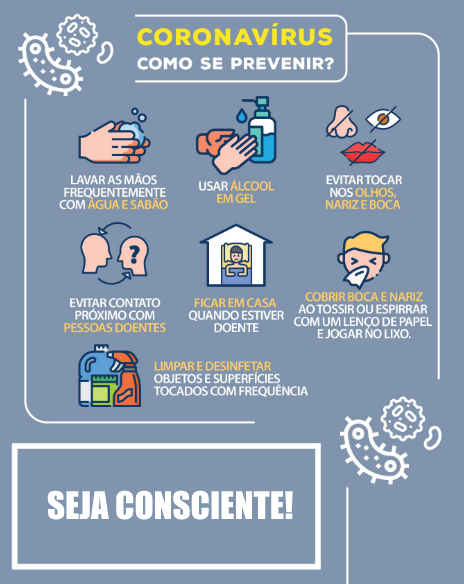 CORONAVÍRUS
COMO SE PREVENIR?
LAVAR AS MÃOS
FREQUENTEMENTE
COM ÁGUA E SABÃO
USAR ÁLCOOL
EM GEL
EVITAR TOCAR
NOS OLHOS,
NARIZ E BOCA
?
EVITAR CONTATO
PRÓXIMO COM
PESSOAS DOENTES
FICAR EM CASA
QUANDO ESTIVER
DOENTE
COBRIR BOCA E NARIZ
AO TOSSIR OU ESPIRRAR
COM UM LENÇO DE PAPEL
E JOGAR NO LIXO.
LIMPAR E DESINFETAR
OBJETOS E SUPERFÍCIES
TOCADOS COM FREQUÊNCIA
SEJA CONSCIENTE!